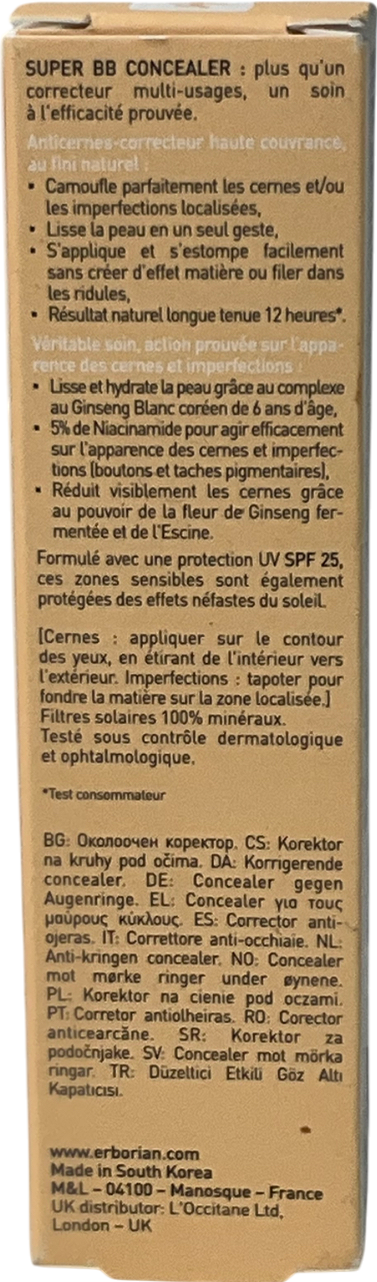 SUPER BB CONCEALER : plus qu'un
correcteur multi-usages, un soin
à l'efficacité prouvée.
Anticernes-correcteur haute couvrance,
au fini naturel :
• Camoufle parfaitement les cernes et/ou
les imperfections localisées,
• Lisse la peau en un seul geste,
• S'applique et s'estompe facilement
sans créer d'effet matière ou filer dans
les ridules,
• Résultat naturel longue tenue 12 heures*.
Véritable soin, action prouvée sur l'appa-
rence des cernes et imperfections :
• Lisse et hydrate la peau grâce au complexe
au Ginseng Blanc coréen de 6 ans d'âge,
• 5% de Niacinamide pour agir efficacement
sur l'apparence des cernes et imperfec-
tions (boutons et taches pigmentaires),
• Réduit visiblement les cernes grâce
au pouvoir de la fleur de Ginseng fer-
mentée et de l'Escine.
Formulé avec une protection UV SPF 25,
ces zones sensibles sont également
protégées des effets néfastes du soleil.
[Cernes : appliquer sur le contour
des yeux, en étirant de l'intérieur vers
l'extérieur. Imperfections : tapoter pour
fondre la matière sur la zone localisée.]
Filtres solaires 100% minéraux.
Testé sous contrôle dermatologique
et ophtalmologique.
*Test consommateur
BG: Околоочен коректор. CS: Korektor
na kruhy pod očima. DA: Korrigerende
concealer. DE: Concealer gegen
Augenringe. EL: Concealer για τους
μαύρους κύκλους. ES: Corrector anti-
ojeras. IT: Correttore anti-occhiaie. NL:
Anti-kringen concealer. NO: Concealer
mot mørke ringer under øynene.
PL: Korektor na cienie pod oczami.
PT: Corretor antiolheiras. RO: Corector
anticearcăne. SR: Korektor za
podočnjake. SV: Concealer mot mörka
ringar. TR: Düzeltici Etkili Göz Altı
Kapatıcısı.
www.erborian.com
Made in South Korea
M&L – 04100 – Manosque – France
UK distributor: L'Occitane Ltd,
London – UK